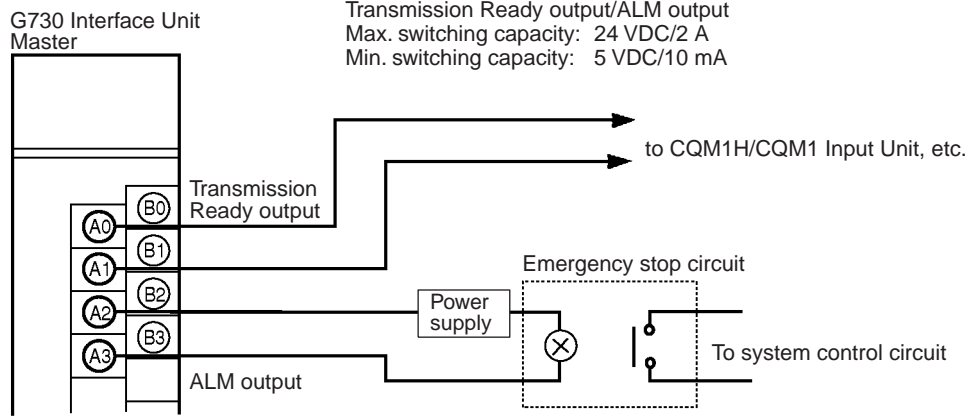 G730 Interface Unit
Master
Transmission Ready output/ALM output
Max. switching capacity: 24 VDC/2 A
Min. switching capacity: 5 VDC/10 mA
to CQM1H/CQM1 Input Unit, etc.
Transmission
Ready output
B0
A0
B1
A1
B2
A2
B3
A3
Power
supply
Emergency stop circuit
To system control circuit
ALM output